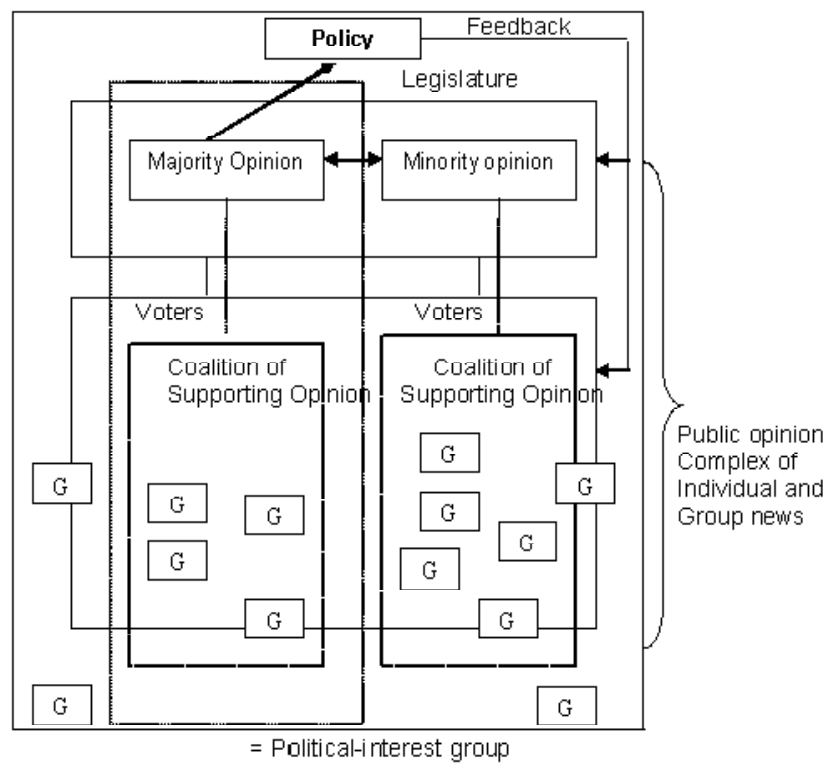 Policy
Feedback
Legislature
Majority Opinion
Minority opinion
Voters
Voters
Coalition of
Supporting Opinion
Coalition of
Supporting Opinion
Public opinion
Complex of
Individual and
Group news
G
G
G
G
G
G
G
G
G
G
G
G
G
= Political-interest group